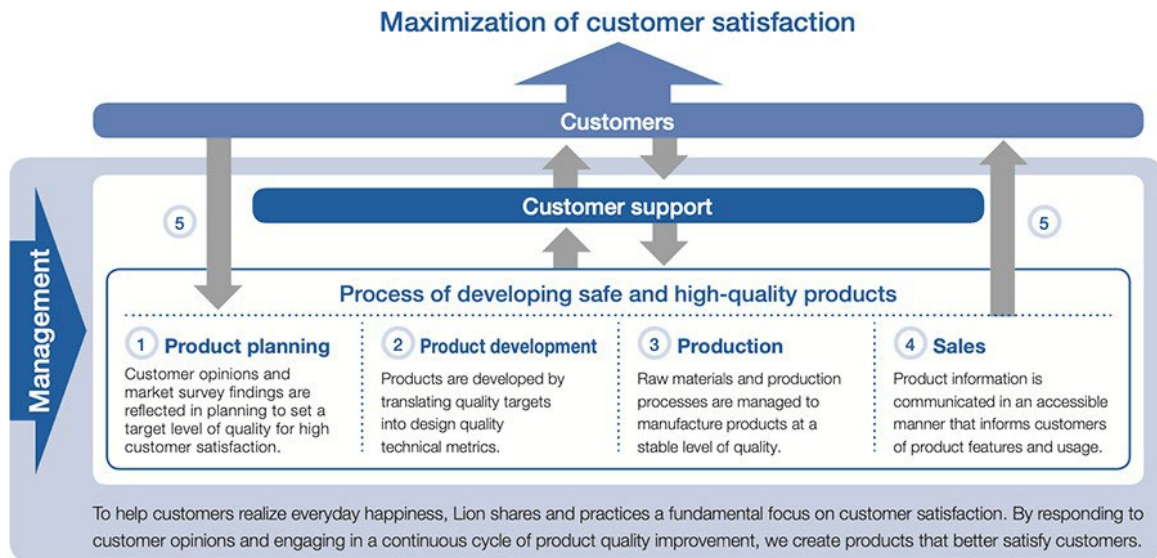 Maximization of customer satisfaction
Customers
5
Customer support
5
Management
Process of developing safe and high-quality products
1 Product planning
Customer opinions and
market survey findings are
reflected in planning to set a
target level of quality for high
customer satisfaction.
2 Product development
Products are developed by
translating quality targets
into design quality
technical metrics.
3 Production
Raw materials and production
processes are managed to
manufacture products at a
stable level of quality.
4 Sales
Product information is
communicated in an accessible
manner that informs customers
of product features and usage.
To help customers realize everyday happiness, Lion shares and practices a fundamental focus on customer satisfaction. By responding to
customer opinions and engaging in a continuous cycle of product quality improvement, we create products that better satisfy customers.